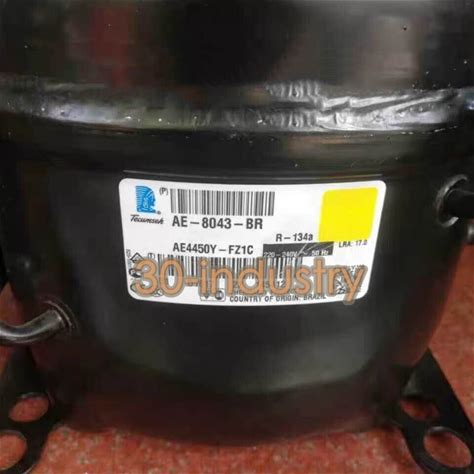 (P)
AE-8043-BR
Tecumseh
R-134a
AE4450Y-FZ1C
220-240V ~ 50 Hz
LRA: 17.0
30-industry
COUNTRY OF ORIGIN: BRAZIL